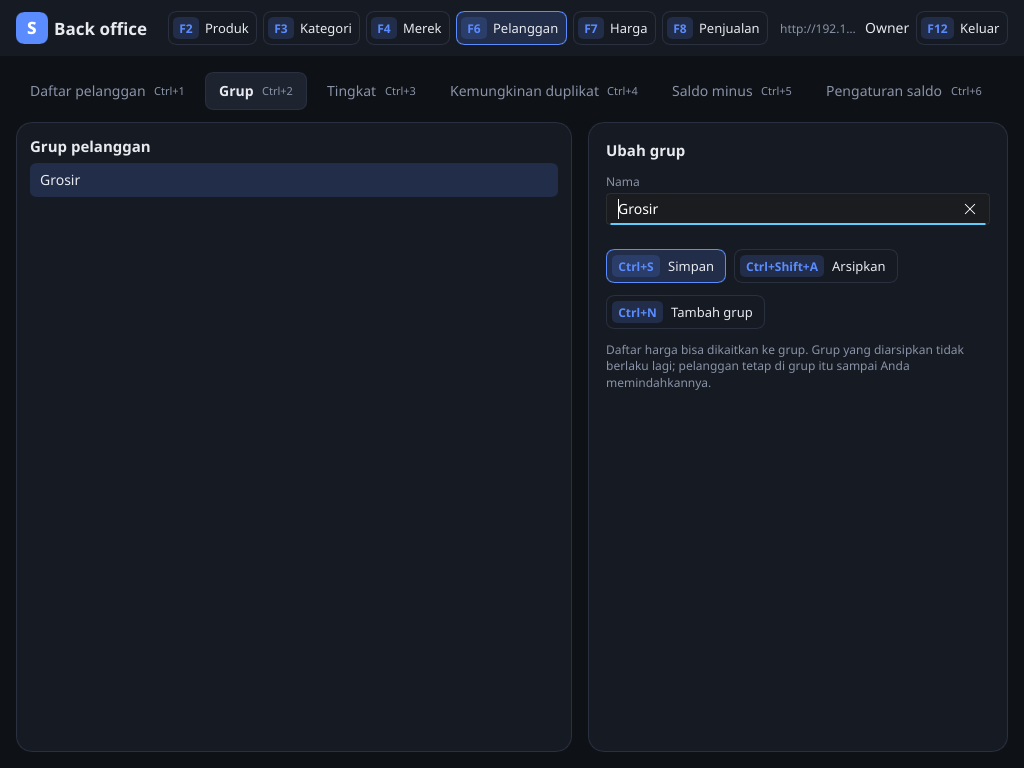 S Back office F2 Produk F3 Kategori F4 Merek F6 Pelanggan F7 Harga F8 Penjualan http://192.1... Owner F12 Keluar
Daftar pelanggan Ctrl+1 Grup Ctrl+2 Tingkat Ctrl+3 Kemungkinan duplikat Ctrl+4 Saldo minus Ctrl+5 Pengaturan saldo Ctrl+6
Grup pelanggan
Grosir
Ubah grup
Nama
Grosir
Ctrl+S Simpan Ctrl+Shift+A Arsipkan
Ctrl+N Tambah grup
Daftar harga bisa dikaitkan ke grup. Grup yang diarsipkan tidak
berlaku lagi; pelanggan tetap di grup itu sampai Anda
memindahkannya.